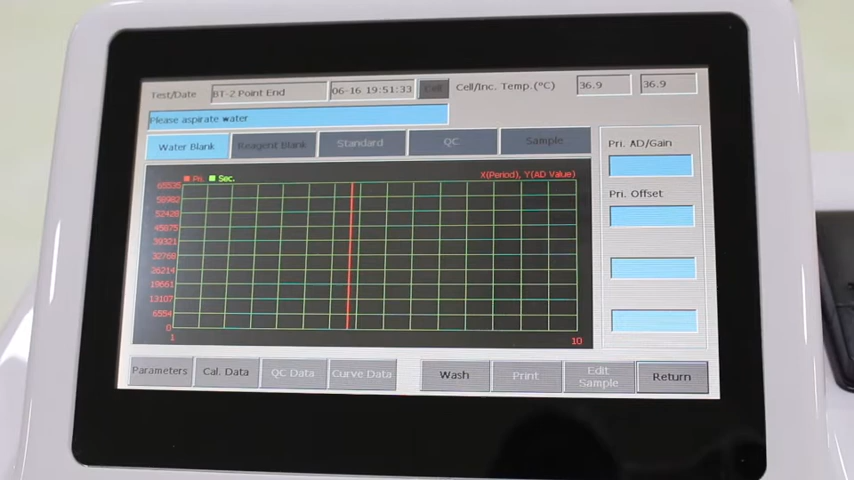 Test/Date BT-2 Point End 06-16 19:51:33 Cell Cell/Inc. Temp.(°C) 36.9 36.9
Please aspirate water
Water Blank Reagent Blank Standard QC Sample
Pri. AD/Gain
Pri. Offset
Pri. Sec. X(Period), Y(AD Value)
65535
58982
52428
45875
39321
32768
26214
19661
13107
6554
0
1 10
Parameters Cal. Data QC Data Curve Data Wash Print Edit Sample Return